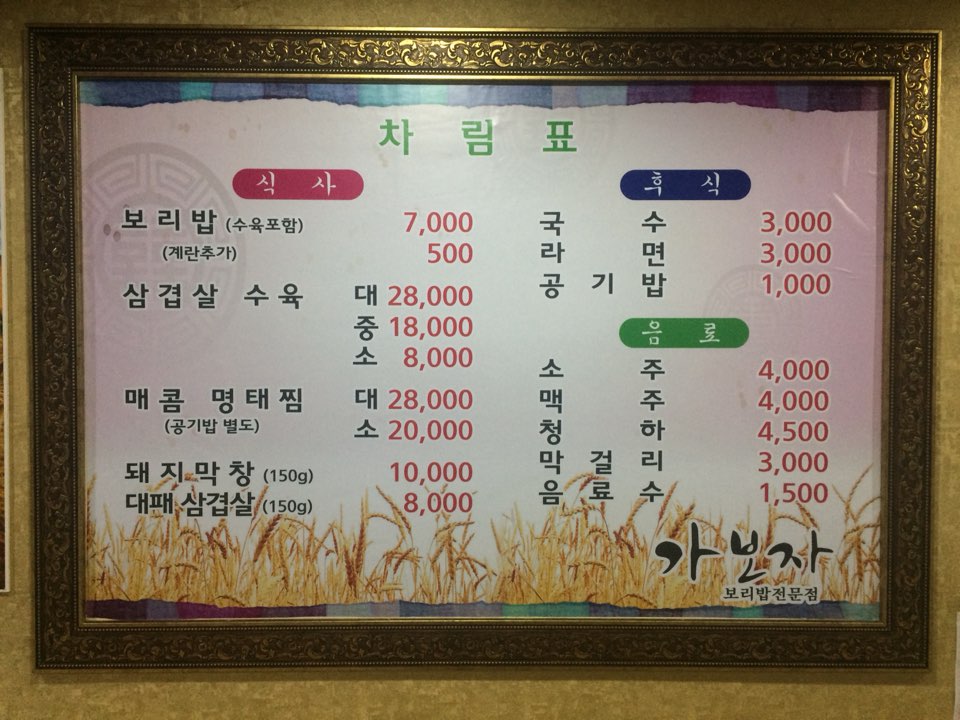 차 림 표
식 사
보리밥 (수육포함) 7,000
(계란추가) 500
삼겹살 수육 대 28,000
중 18,000
소 8,000
매콤 명태찜 대 28,000
(공기밥 별도) 소 20,000
돼지막창 (150g) 10,000
대패 삼겹살 (150g) 8,000
후 식
국 수 3,000
라 면 3,000
공 기 밥 1,000
음 료
소 주 4,000
맥 주 4,000
청 하 4,500
막 걸 리 3,000
음 료 수 1,500
가보자
보리밥전문점